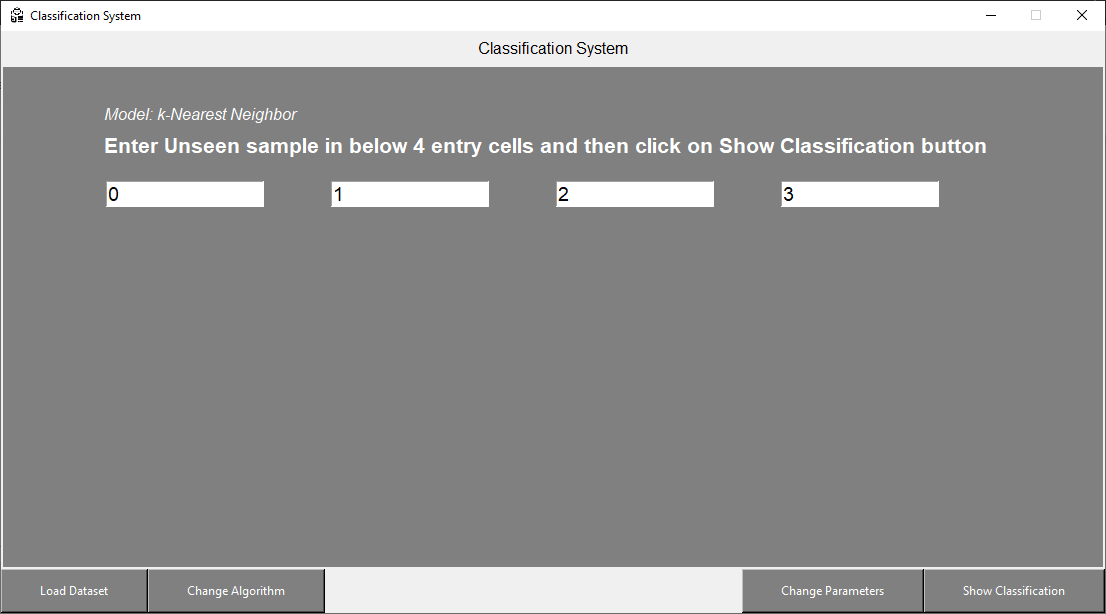 Classification System
Classification System
Model: k-Nearest Neighbor
Enter Unseen sample in below 4 entry cells and then click on Show Classification button
0 1 2 3
Load Dataset Change Algorithm Change Parameters Show Classification